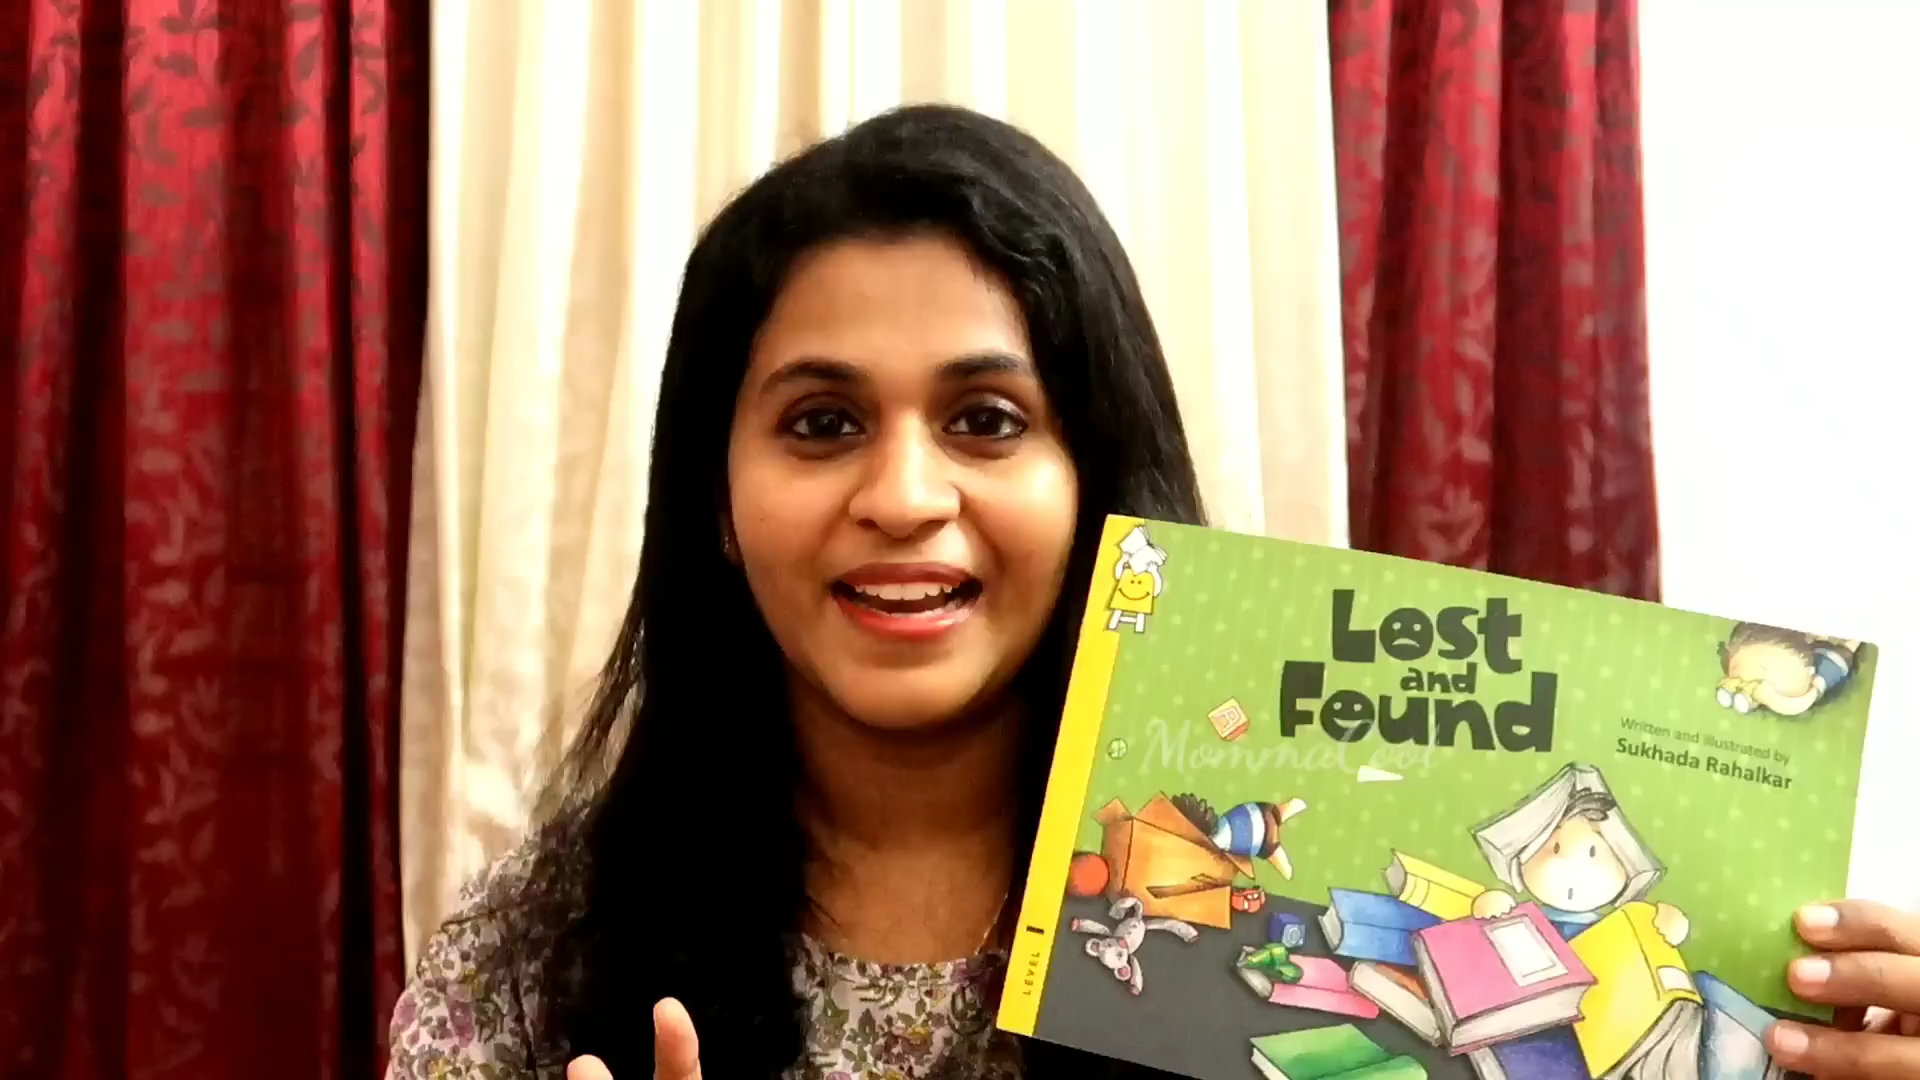 Lost
and
Found
Written and illustrated by
Sukhada Rahalkar
MommaCool
LEVEL 1